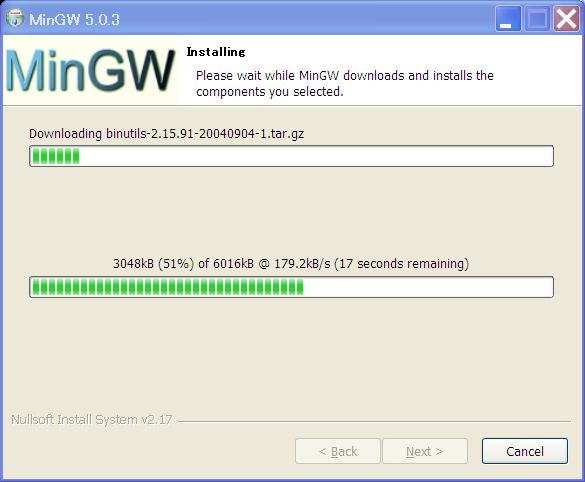 MinGW 5.0.3
MinGW
Installing
Please wait while MinGW downloads and installs the
components you selected.
Downloading binutils-2.15.91-20040904-1.tar.gz
3048kB (51%) of 6016kB @ 179.2kB/s (17 seconds remaining)
Nullsoft Install System v2.17
< Back
Next >
Cancel